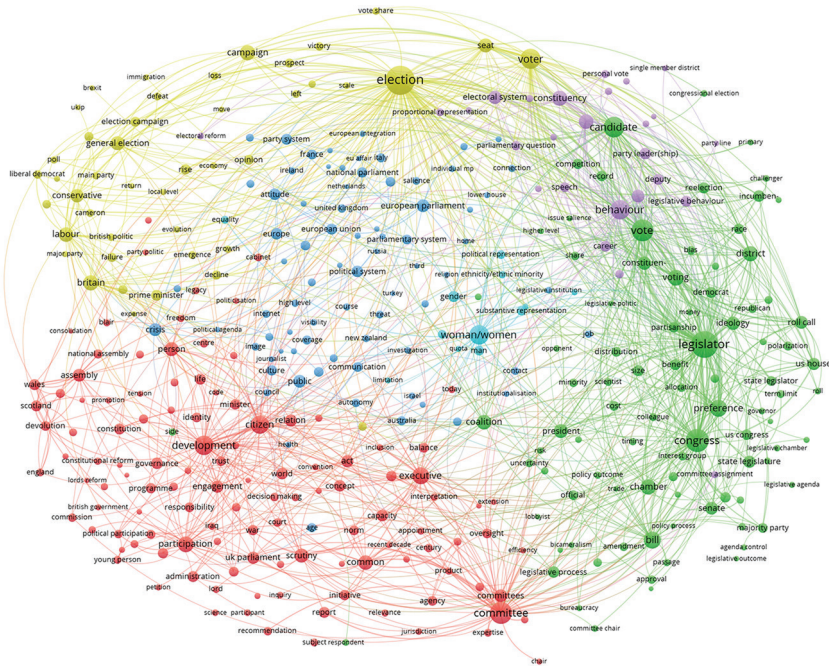 vote share
campaign
victory
seat
voter
prospect
immigration
loss
election
brexit
defeat
left
scale
single member district
personal vote
ukip
move
electoral system
constituency
congressional election
election campaign
proportional representation
general election
electoral reform
party system
european integration
candidate
parliamentary question
party line
primary
poll
main party
rise
economy
opinion
france
eu affair
italy
competition
party leader(ship)
liberal democrat
ireland
national parliament
individual mp
connection
record
challenger
return
local level
attitude
netherlands
salience
speech
deputy
reelection
conservative
lower house
legislative behaviour
incumben
cameron
equality
united kingdom
european parliament
behaviour
labour
british politic
evolution
europe
european union
issue salience
higher level
vote
race
major party
failure
party politic
emergence
growth
cabinet
parliamentary system
home
career
russia
political representation
share
constituen-
bias
district
britain
decline
political system
third
religion
ethnicity/ethnic minority
voting
prime minister
legacy
politisation
high level
turkey
gender
legislative institution
democrat
expense
freedom
internet
course
threat
substantive representation
legislative politic
money
republican
blair
crisis
political agenda
visibility
partisanship
ideology
roll call
consolidation
centre
image
coverage
new zealand
woman/women
job
legislator
polarization
national assembly
person
journalist
investigation
quota
man
opponent
distribution
benefit
us house
wales
assembly
life
culture
communication
contact
size
scotland
promotion
tension
code
council
public
limitation
today
minority
scientist
allocation
state legislator
roll
term limit
devolution
identity
minister
autonomy
israel
institutionalisation
cost
colleague
preference
governor
constitution
side
citizen
relation
australia
coalition
president
timing
congress
us congress
development
health
inclusion
balance
risk
interest group
legislative chamber
england
constitutional reform
governance
trust
world
convention
act
uncertainty
policy outcome
committee assignment
state legislature
lords reform
programme
engagement
concept
executive
trade
chamber
legislative agenda
british government
decision making
interpretation
official
senate
commission
responsibility
capacity
extension
lobbyist
political participation
iraq
war
court
age
norm
appointment
oversight
policy process
majority party
participation
recent decade
century
efficiency
bicameralism
amendment
bill
agenda control
young person
uk parliament
scrutiny
common
product
legislative process
passage
legislative outcome
administration
approval
petition
lord
inquiry
initiative
agency
committees
science
participant
report
relevance
committee
bureaucracy
recommendation
jurisdiction
expertise
committee chair
subject respondent
chair